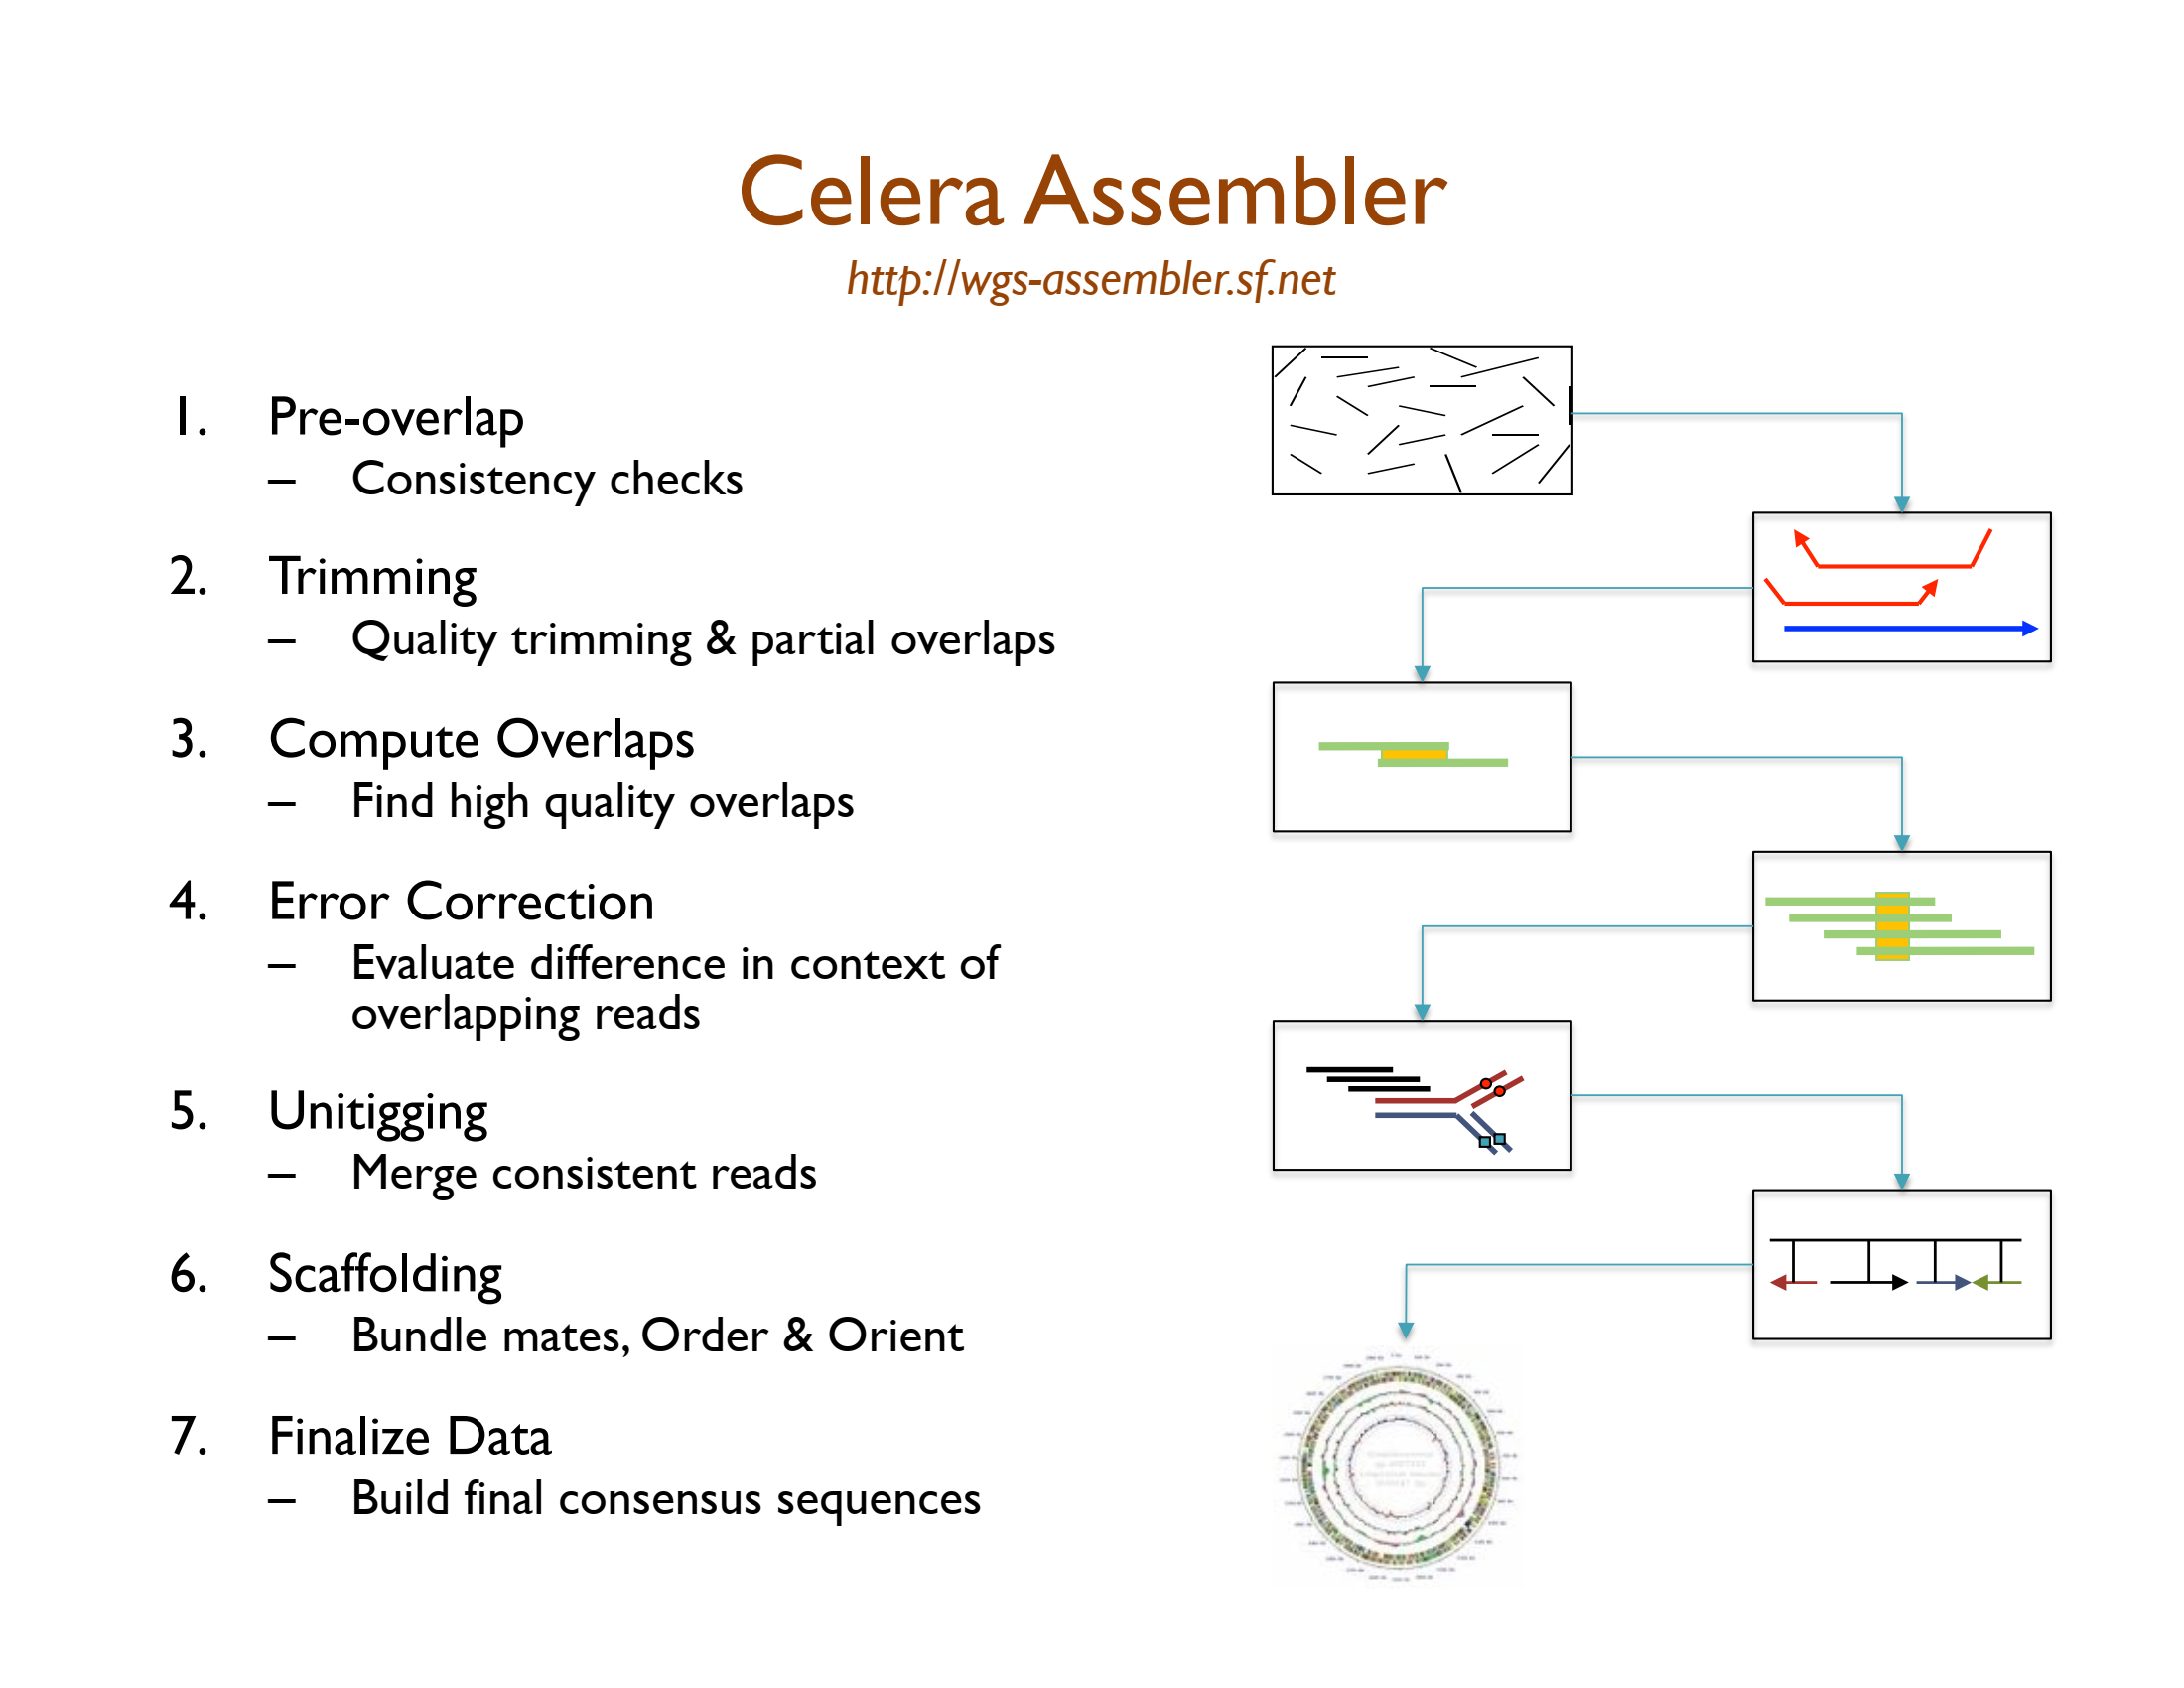 Celera Assembler
http://wgs-assembler.sf.net
1. Pre-overlap
– Consistency checks
2. Trimming
– Quality trimming & partial overlaps
3. Compute Overlaps
– Find high quality overlaps
4. Error Correction
– Evaluate difference in context of
overlapping reads
5. Unitigging
– Merge consistent reads
6. Scaffolding
– Bundle mates, Order & Orient
7. Finalize Data
– Build final consensus sequences